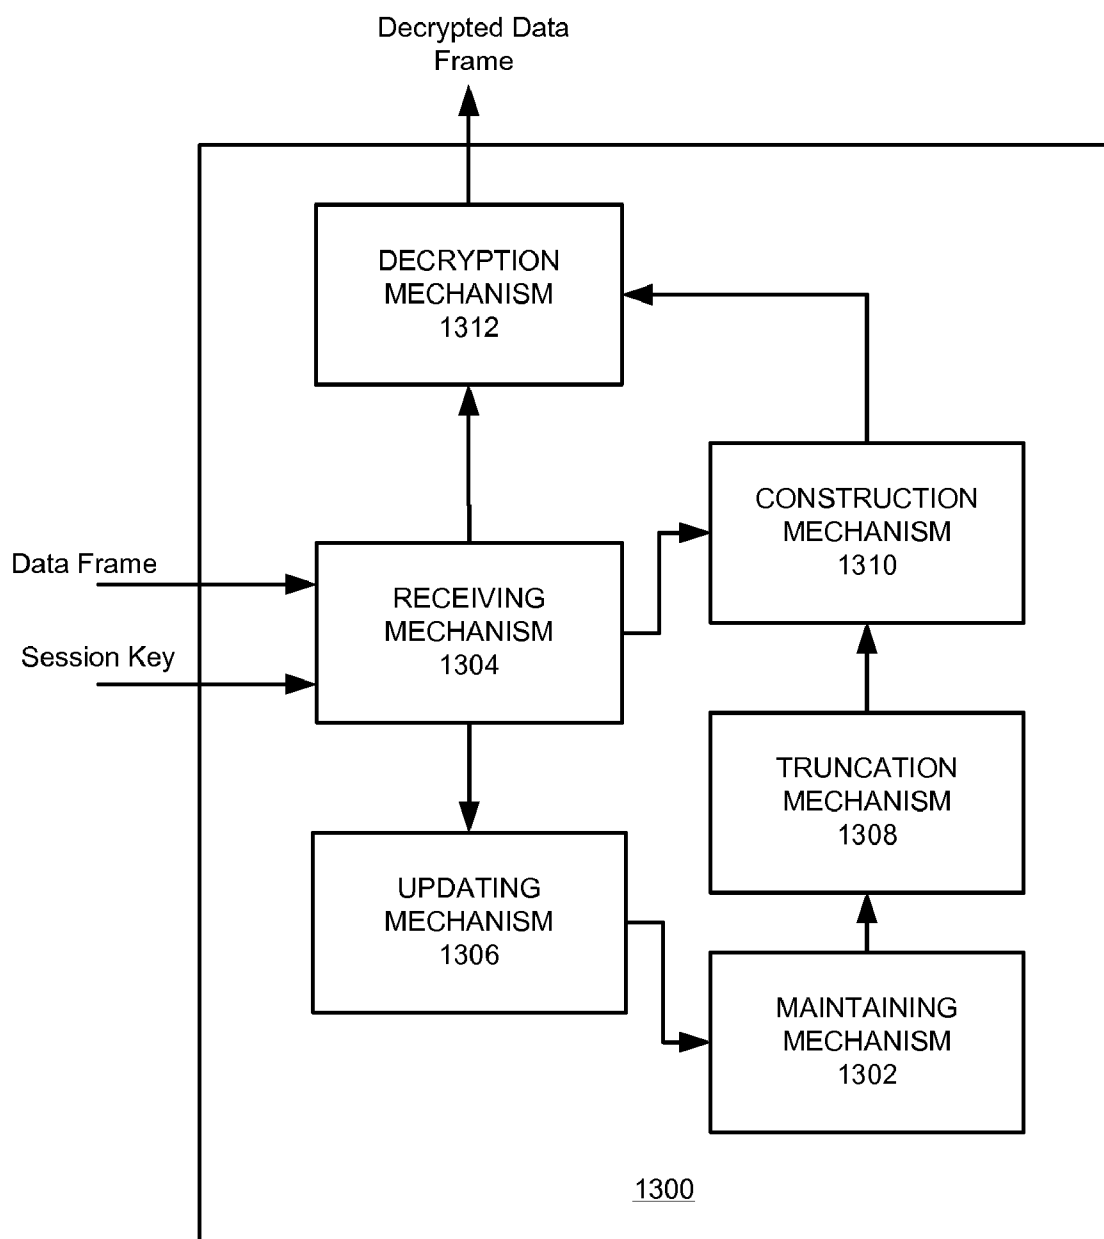 Decrypted Data
Frame
DECRYPTION
MECHANISM
1312
CONSTRUCTION
MECHANISM
1310
Data Frame
Session Key
RECEIVING
MECHANISM
1304
TRUNCATION
MECHANISM
1308
UPDATING
MECHANISM
1306
MAINTAINING
MECHANISM
1302
1300